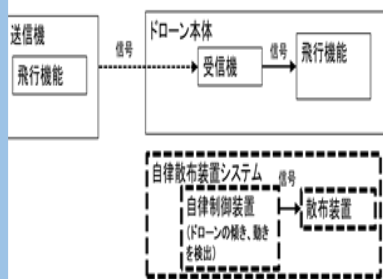 送信機
飛行機能
信号
ドローン本体
受信機
信号
飛行機能
自律散布装置システム
自律制御装置
(ドローンの傾き、動き
を検出)
信号
散布装置